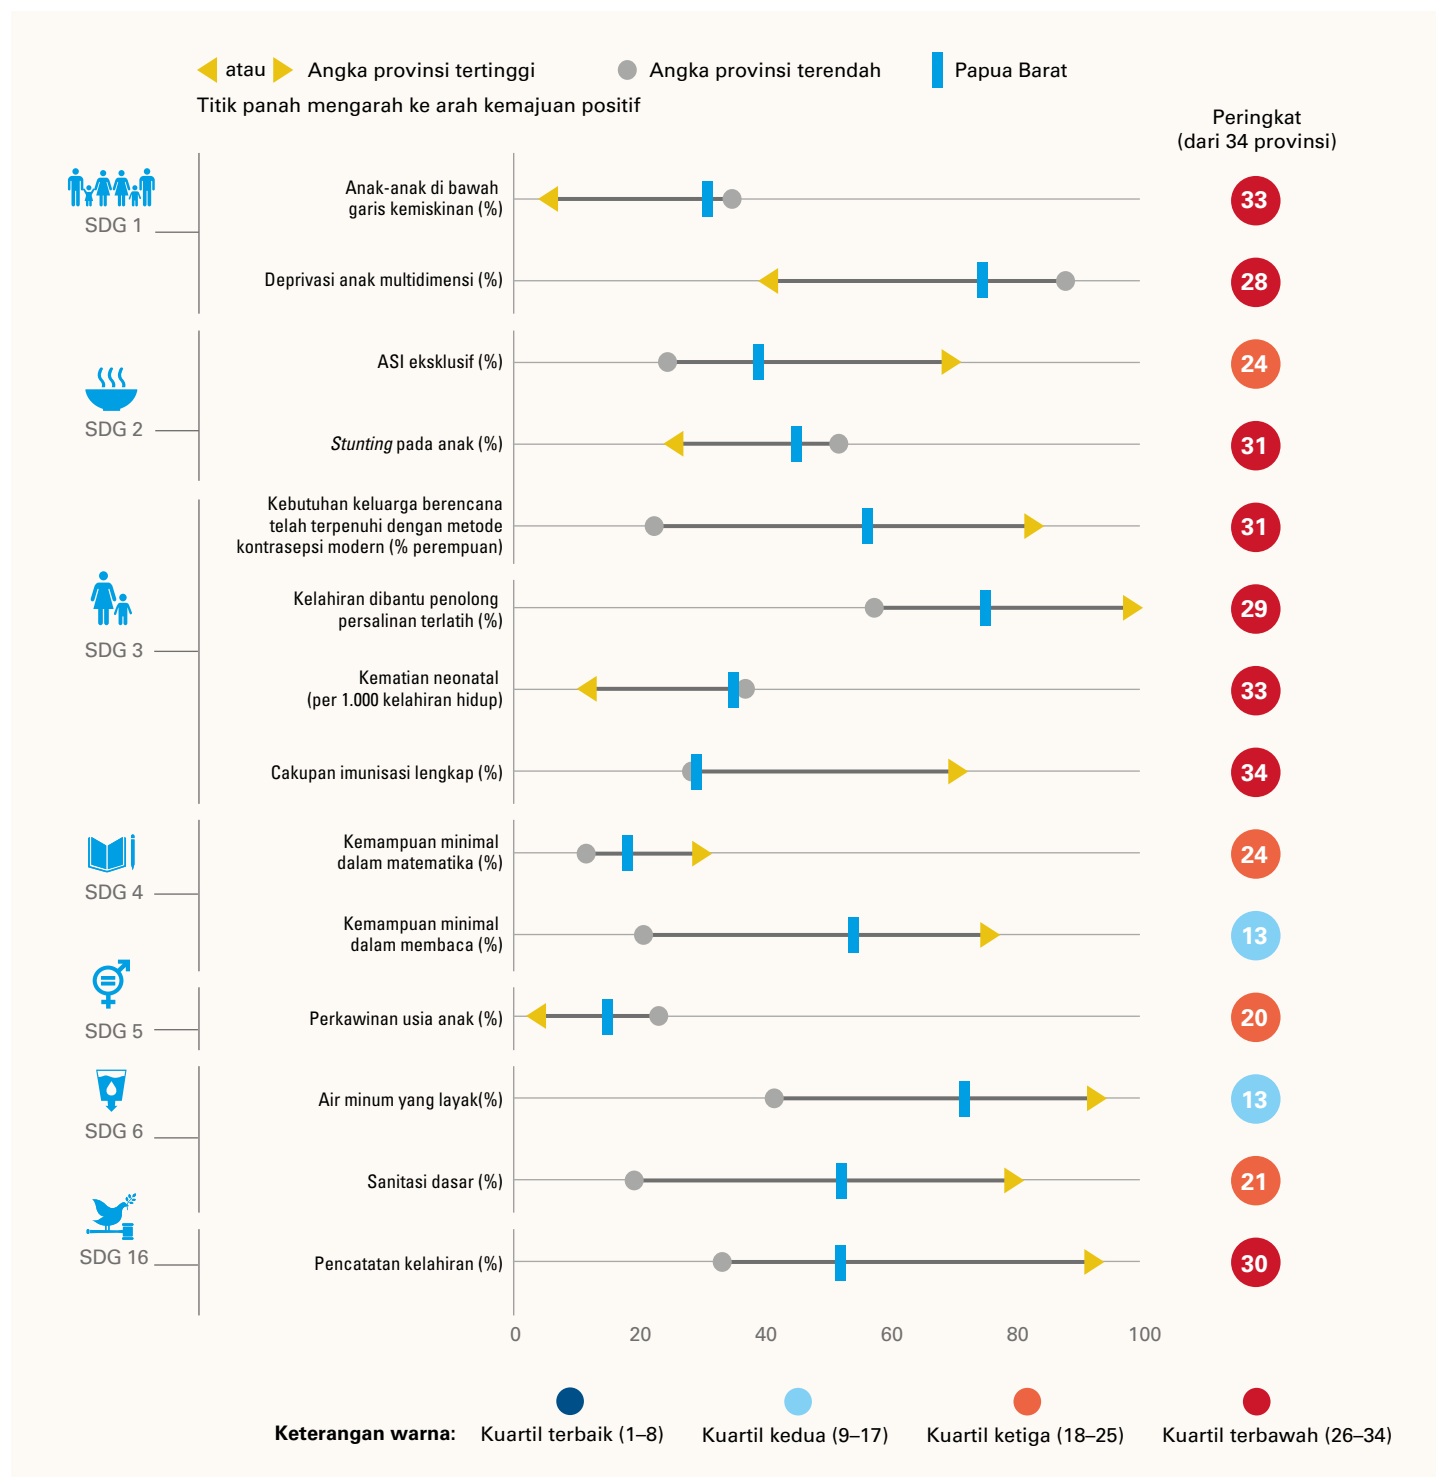 atau Angka provinsi tertinggi Angka provinsi terendah Papua Barat
Titik panah mengarah ke arah kemajuan positif
Peringkat
(dari 34 provinsi)
SDG 1
Anak-anak di bawah
garis kemiskinan (%)
33
Deprivasi anak multidimensi (%)
28
SDG 2
ASI eksklusif (%)
24
Stunting pada anak (%)
31
SDG 3
Kebutuhan keluarga berencana
telah terpenuhi dengan metode
kontrasepsi modern (% perempuan)
31
Kelahiran dibantu penolong
persalinan terlatih (%)
29
Kematian neonatal
(per 1.000 kelahiran hidup)
33
Cakupan imunisasi lengkap (%)
34
SDG 4
Kemampuan minimal
dalam matematika (%)
24
Kemampuan minimal
dalam membaca (%)
13
SDG 5
Perkawinan usia anak (%)
20
SDG 6
Air minum yang layak(%)
13
Sanitasi dasar (%)
21
SDG 16
Pencatatan kelahiran (%)
30
0 20 40 60 80 100
Keterangan warna: Kuartil terbaik (1–8) Kuartil kedua (9–17) Kuartil ketiga (18–25) Kuartil terbawah (26–34)